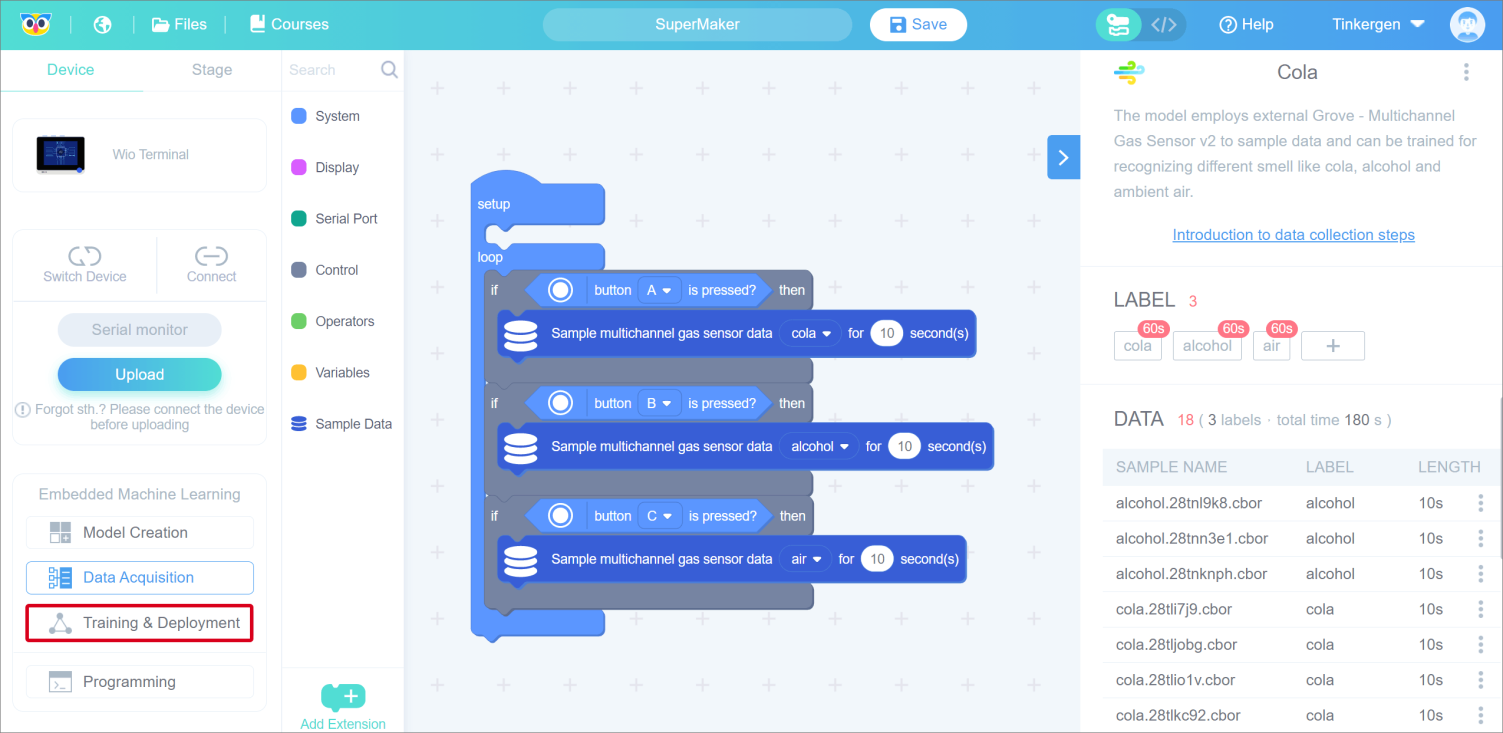 Files
Courses
SuperMaker
Save
</>
Help
Tinkergen
Device
Stage
Search
Wio Terminal
Switch Device
Connect
Serial monitor
Upload
Forgot sth.? Please connect the device
before uploading
Embedded Machine Learning
Model Creation
Data Acquisition
Training & Deployment
Programming
System
Display
Serial Port
Control
Operators
Variables
Sample Data
Add Extension
setup
loop
if button A is pressed? then
Sample multichannel gas sensor data cola for 10 second(s)
if button B is pressed? then
Sample multichannel gas sensor data alcohol for 10 second(s)
if button C is pressed? then
Sample multichannel gas sensor data air for 10 second(s)
Cola
The model employs external Grove - Multichannel
Gas Sensor v2 to sample data and can be trained for
recognizing different smell like cola, alcohol and
ambient air.
Introduction to data collection steps
LABEL 3
60s 60s 60s
cola alcohol air +
DATA 18 ( 3 labels · total time 180 s )
SAMPLE NAME LABEL LENGTH
alcohol.28tnl9k8.cbor alcohol 10s
alcohol.28tnn3e1.cbor alcohol 10s
alcohol.28tnknph.cbor alcohol 10s
cola.28tli7j9.cbor cola 10s
cola.28tljobg.cbor cola 10s
cola.28tlio1v.cbor cola 10s
cola.28tlkc92.cbor cola 10s